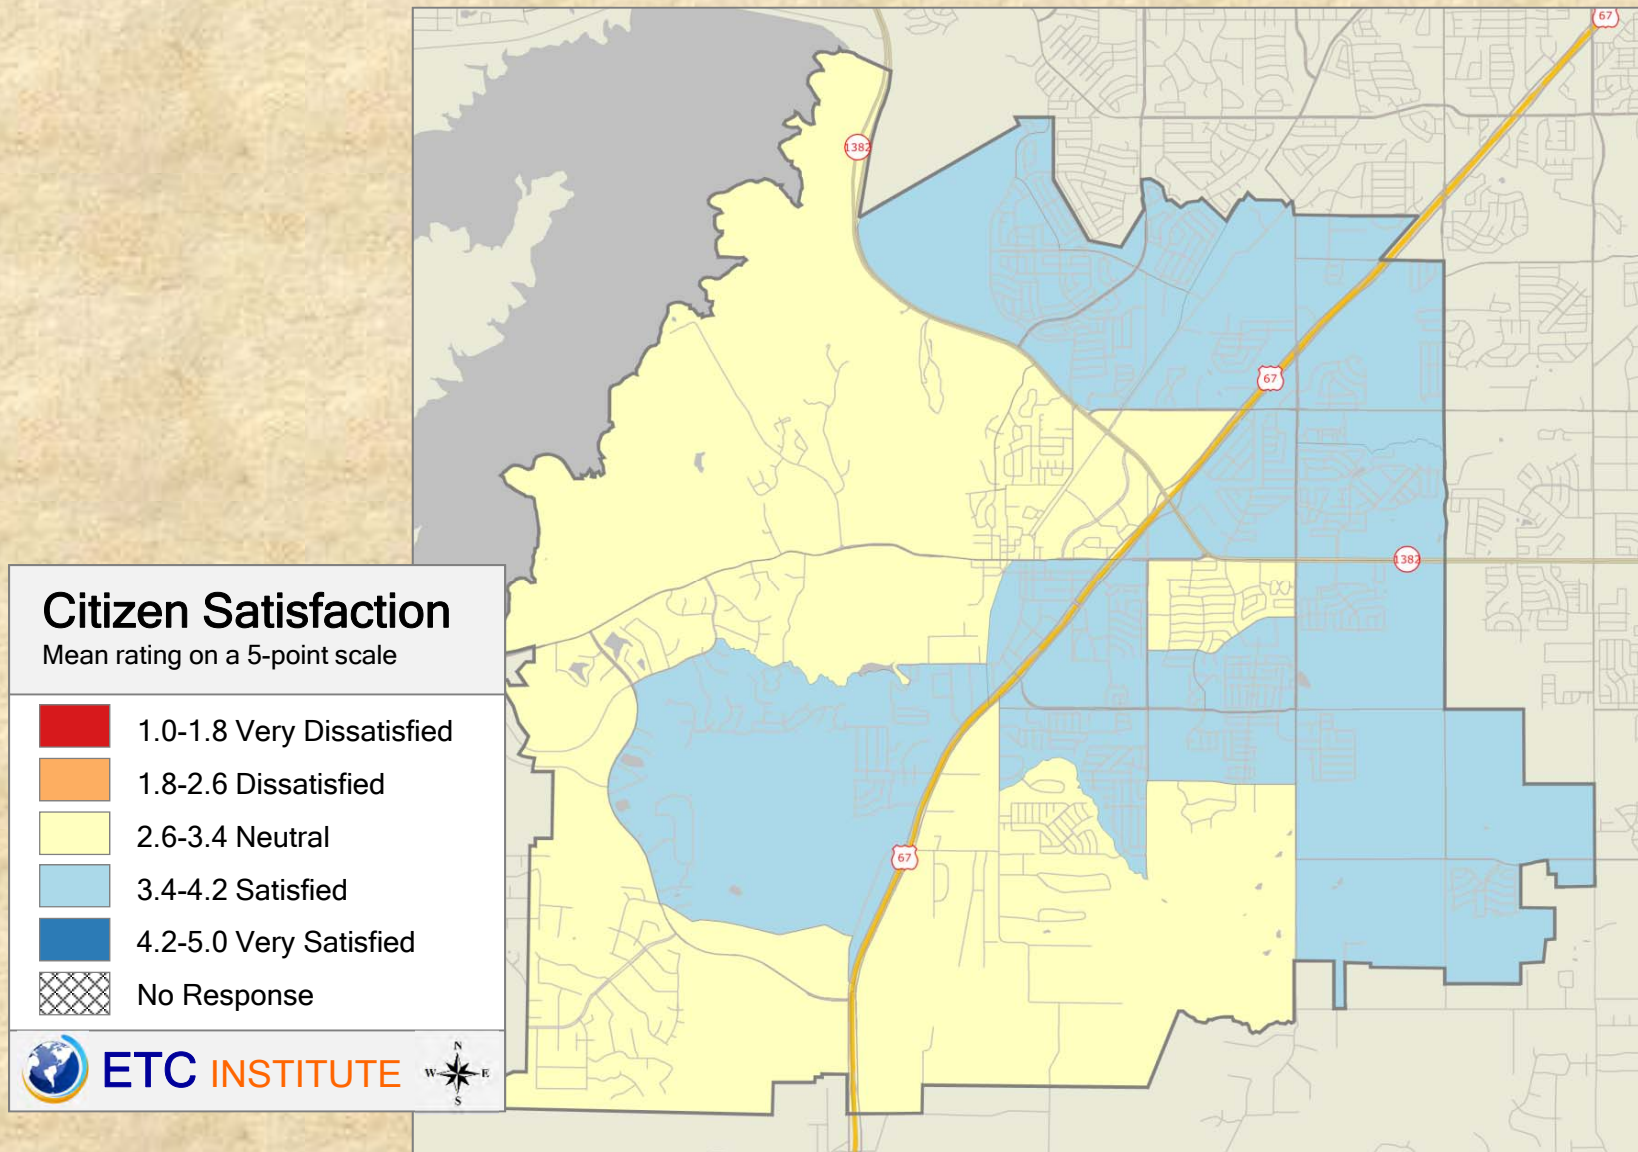 67
1382
67
1382
67
Citizen Satisfaction
Mean rating on a 5-point scale
1.0-1.8 Very Dissatisfied
1.8-2.6 Dissatisfied
2.6-3.4 Neutral
3.4-4.2 Satisfied
4.2-5.0 Very Satisfied
No Response
ETC INSTITUTE
N
W E
S